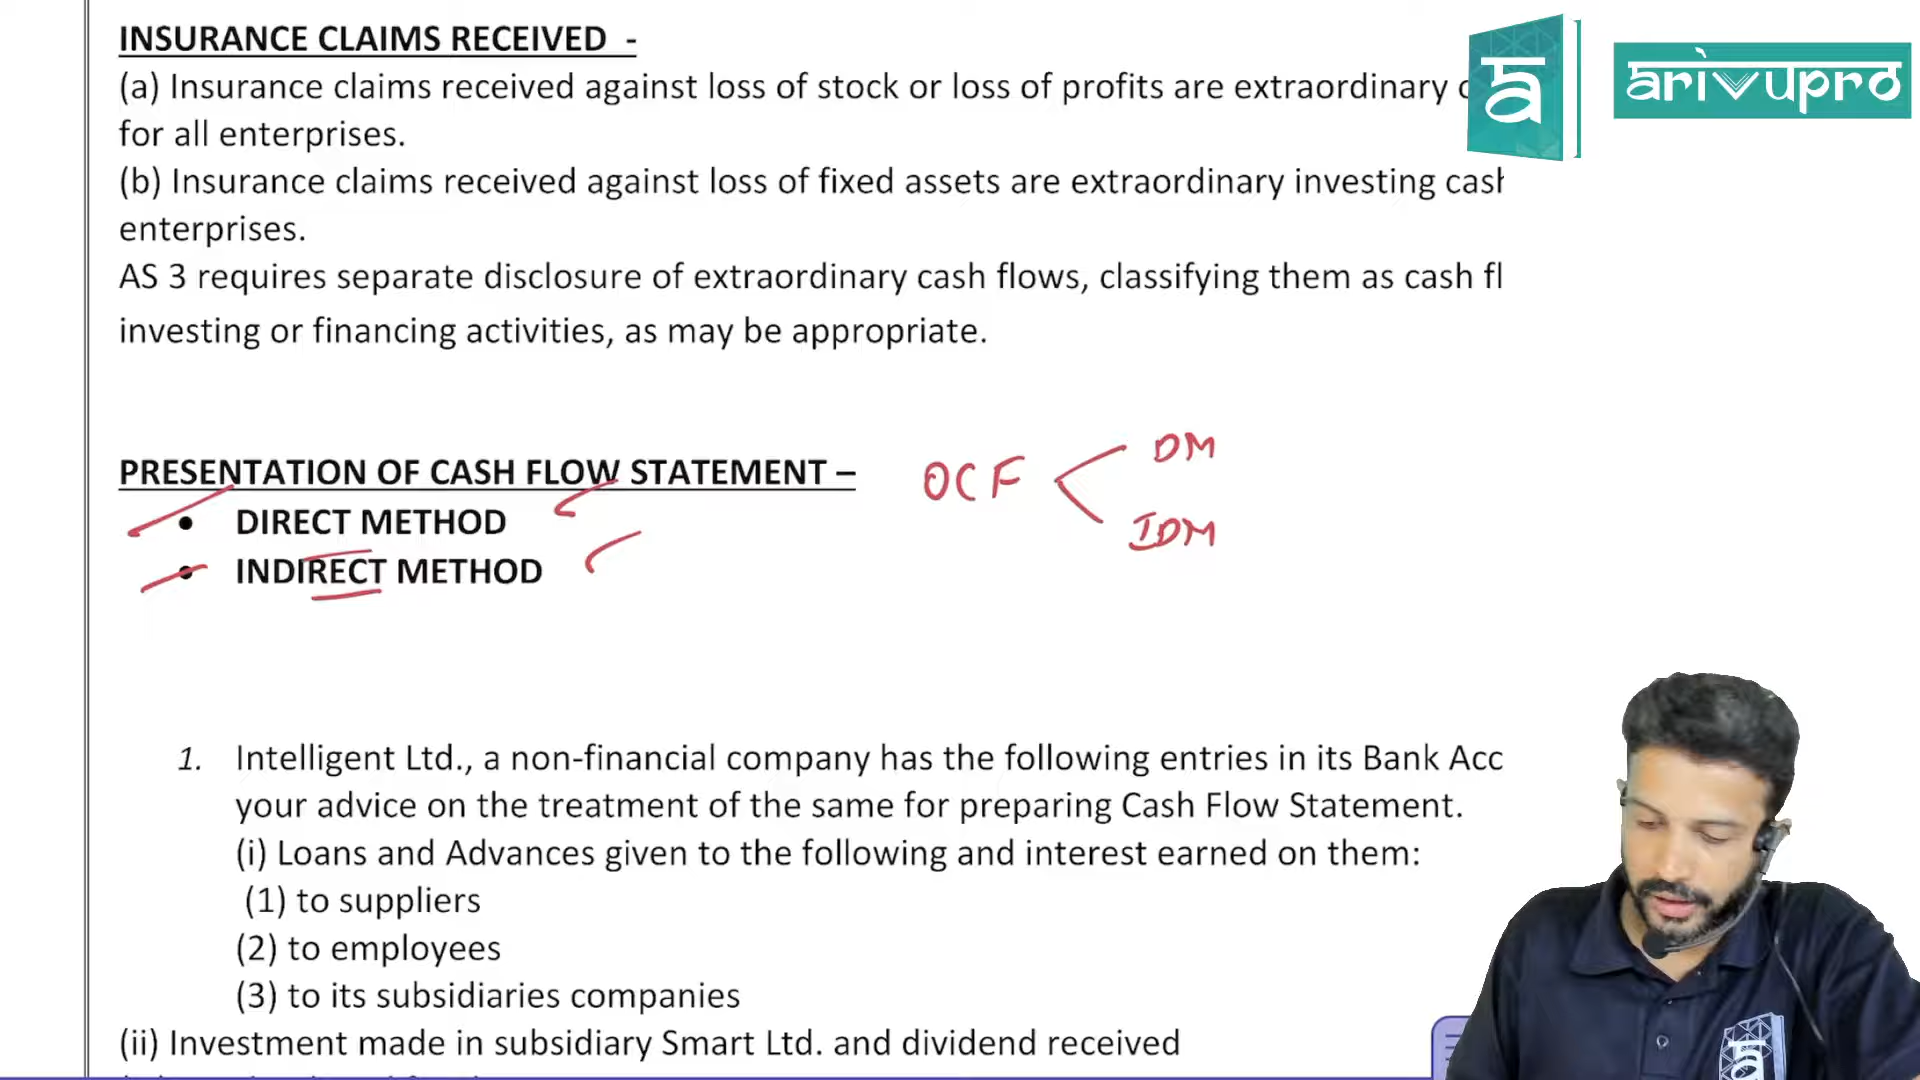 INSURANCE CLAIMS RECEIVED -
(a) Insurance claims received against loss of stock or loss of profits are extraordinary
for all enterprises.
(b) Insurance claims received against loss of fixed assets are extraordinary investing cash
enterprises.
AS 3 requires separate disclosure of extraordinary cash flows, classifying them as cash fl
investing or financing activities, as may be appropriate.
PRESENTATION OF CASH FLOW STATEMENT –
OCF
DM
IDM
• DIRECT METHOD
• INDIRECT METHOD
1. Intelligent Ltd., a non-financial company has the following entries in its Bank Acc
your advice on the treatment of the same for preparing Cash Flow Statement.
(i) Loans and Advances given to the following and interest earned on them:
(1) to suppliers
(2) to employees
(3) to its subsidiaries companies
(ii) Investment made in subsidiary Smart Ltd. and dividend received
arivupro